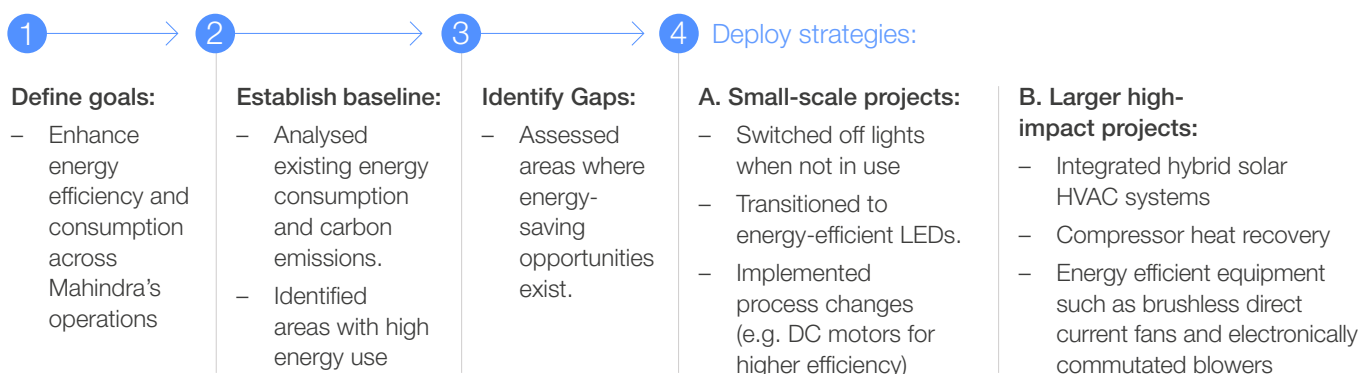 1
2
3
4 Deploy strategies:
Define goals:
– Enhance
energy
efficiency and
consumption
across
Mahindra’s
operations
Establish baseline:
– Analysed
existing energy
consumption
and carbon
emissions.
– Identified
areas with high
energy use
Identify Gaps:
– Assessed
areas where
energy-
saving
opportunities
exist.
A. Small-scale projects:
– Switched off lights
when not in use
– Transitioned to
energy-efficient LEDs.
– Implemented
process changes
(e.g. DC motors for
higher efficiency)
B. Larger high-
impact projects:
– Integrated hybrid solar
HVAC systems
– Compressor heat recovery
– Energy efficient equipment
such as brushless direct
current fans and electronically
commutated blowers